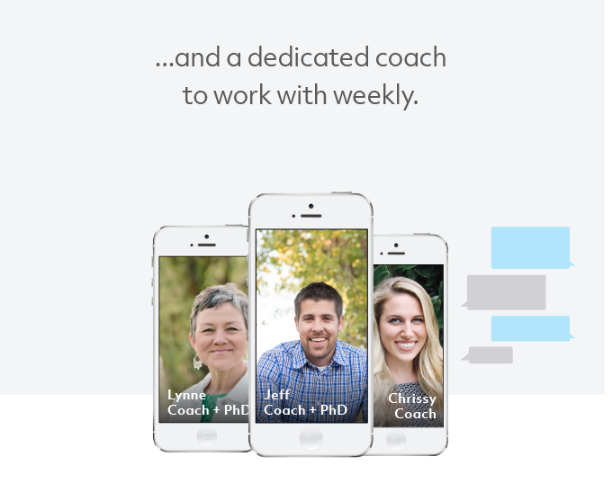 ...and a dedicated coach
to work with weekly.
Lynne
Coach + PhD
Jeff
Coach + PhD
Chrissy
Coach